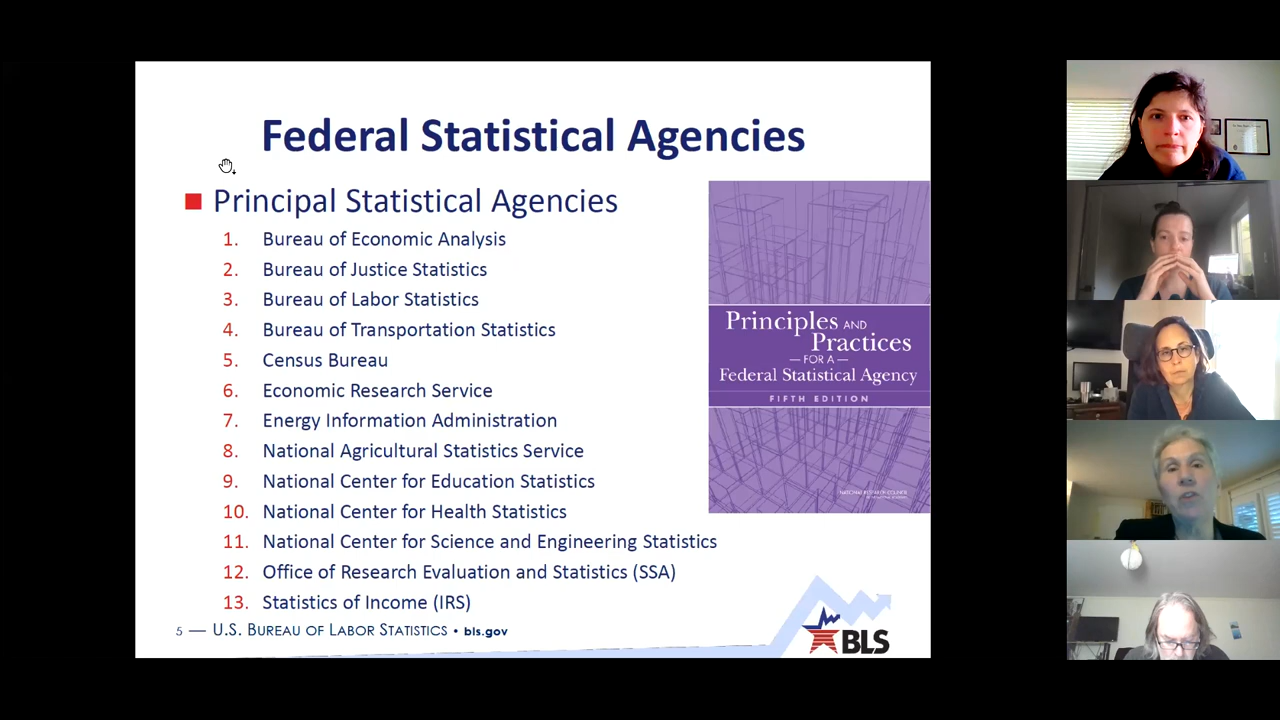 Federal Statistical Agencies
Principal Statistical Agencies
1. Bureau of Economic Analysis
2. Bureau of Justice Statistics
3. Bureau of Labor Statistics
4. Bureau of Transportation Statistics
5. Census Bureau
6. Economic Research Service
7. Energy Information Administration
8. National Agricultural Statistics Service
9. National Center for Education Statistics
10. National Center for Health Statistics
11. National Center for Science and Engineering Statistics
12. Office of Research Evaluation and Statistics (SSA)
13. Statistics of Income (IRS)
Principles AND
Practices
— FOR A —
Federal Statistical Agency
FIFTH EDITION
NATIONAL RESEARCH COUNCIL
5 — U.S. BUREAU OF LABOR STATISTICS • bls.gov
BLS